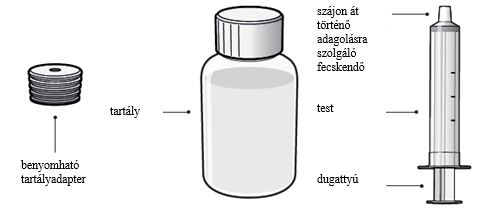 benyomható
tartályadapter
tartály
szájon át
történő
adagolásra
szolgáló
fecskendő
test
dugattyú